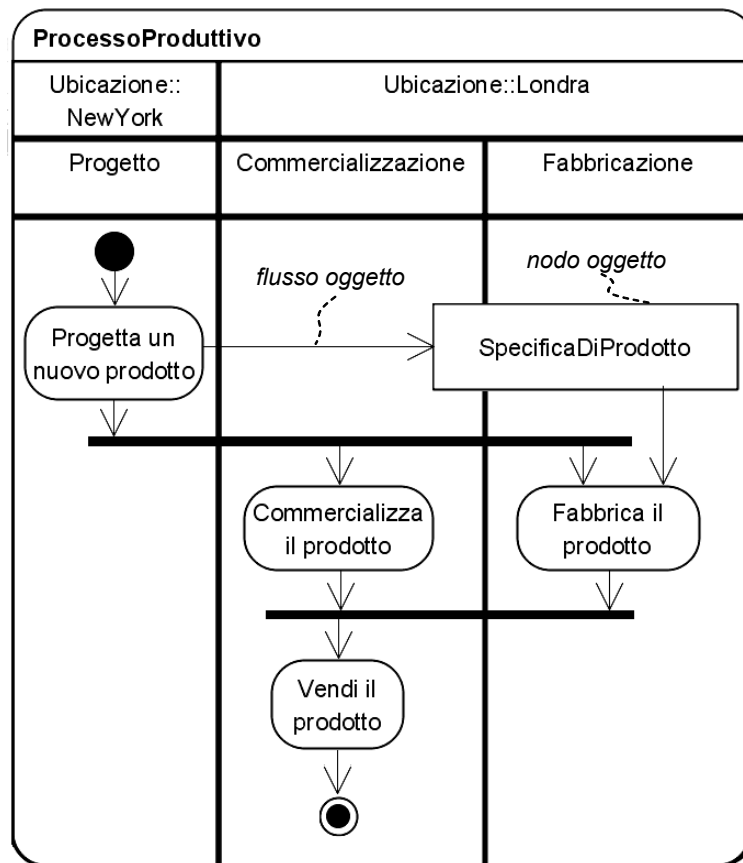 ProcessoProduttivo
Ubicazione::
NewYork
Ubicazione::Londra
Progetto
Commercializzazione
Fabbricazione
flusso oggetto
nodo oggetto
Progetta un
nuovo prodotto
SpecificaDiProdotto
Commercializza
il prodotto
Fabbrica il
prodotto
Vendi il
prodotto